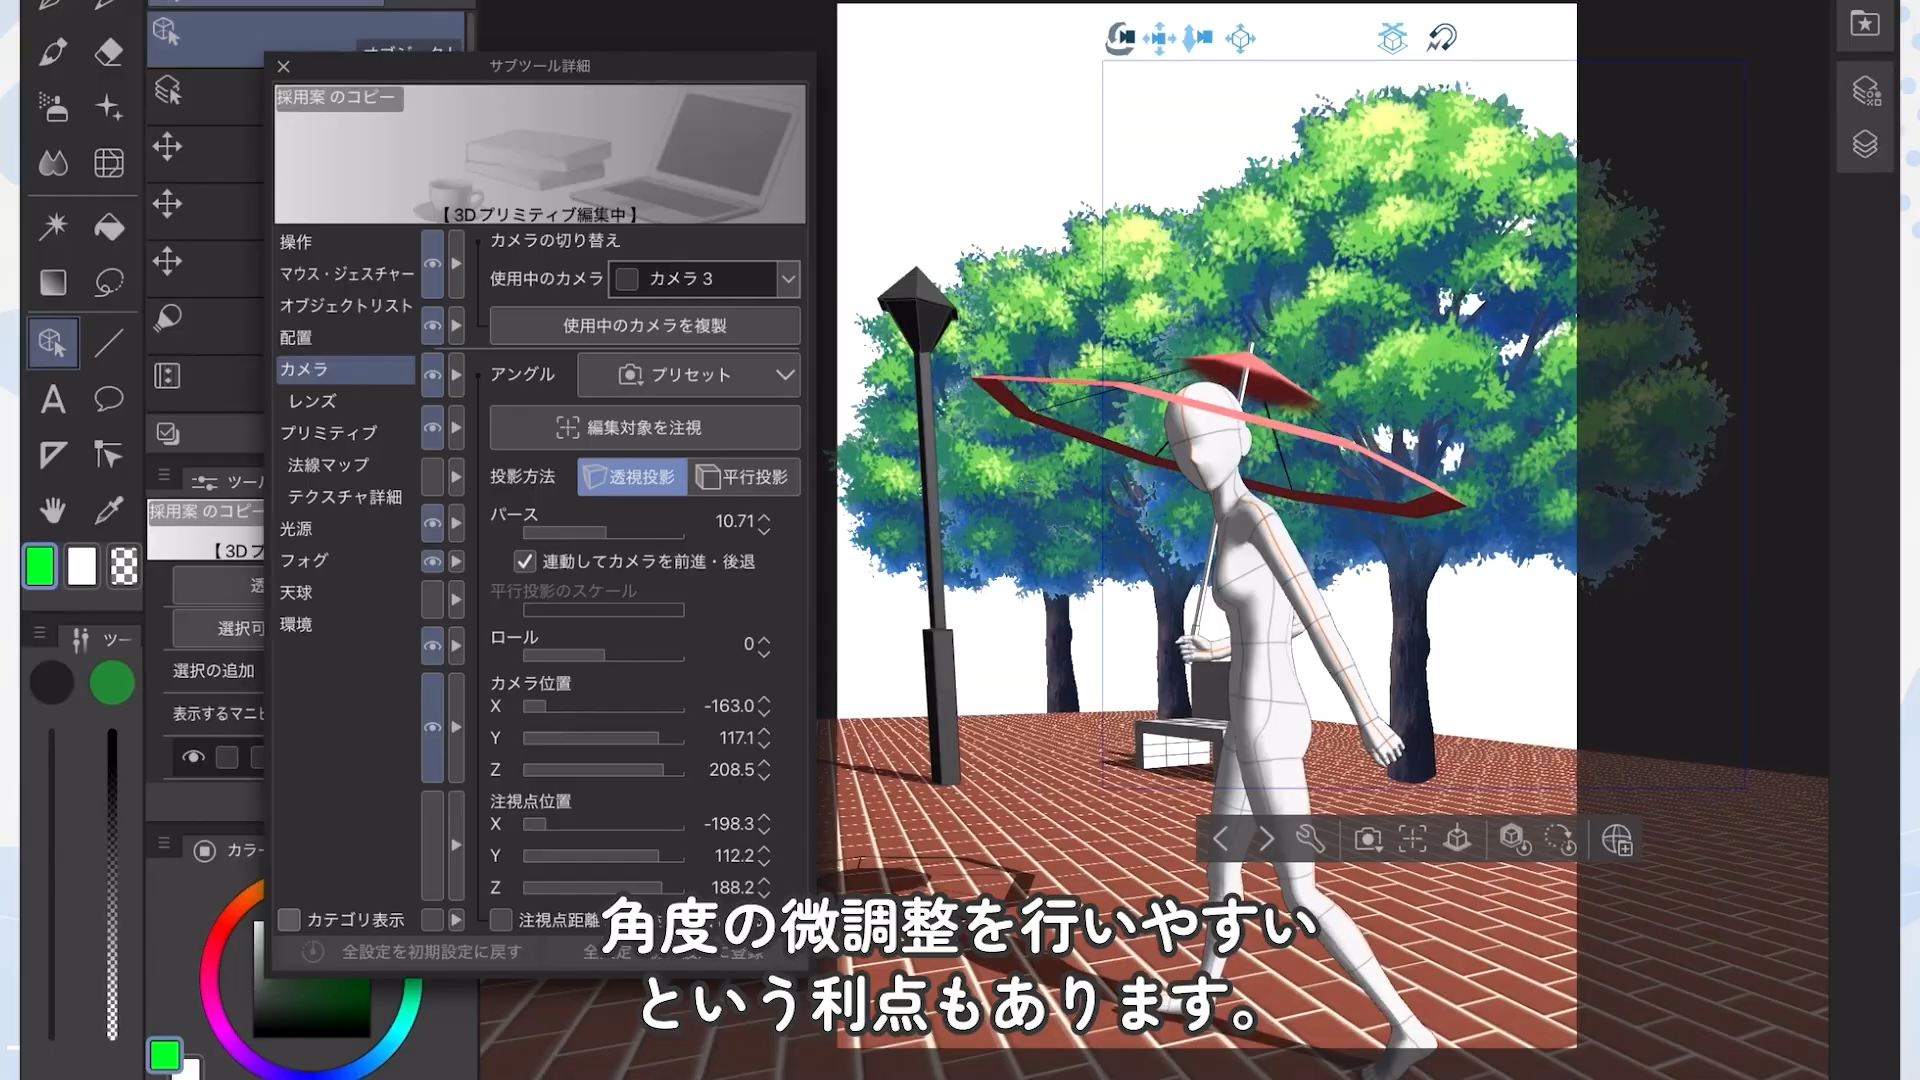 オブジェクト
サブツール詳細
採用案 のコピー
【 3Dプリミティブ編集中 】
操作
マウス・ジェスチャー
オブジェクトリスト
配置
カメラ
レンズ
プリミティブ
法線マップ
テクスチャ詳細
光源
フォグ
天球
環境
カメラの切り替え
使用中のカメラ
カメラ 3
使用中のカメラを複製
アングル
プリセット
編集対象を注視
投影方法
透視投影
平行投影
パース
10.71
連動してカメラを前進・後退
平行投影のスケール
ロール
0
カメラ位置
X
-163.0
Y
117.1
Z
208.5
注視点位置
X
-198.3
Y
112.2
Z
188.2
カテゴリ表示
注視点距離
全設定を初期設定に戻す
ツール
採用案 のコピー
【 3Dプ
透
選択可
選択の追加
表示するマニピ
ツー
カラー
角度の微調整を行いやすい
という利点もあります。